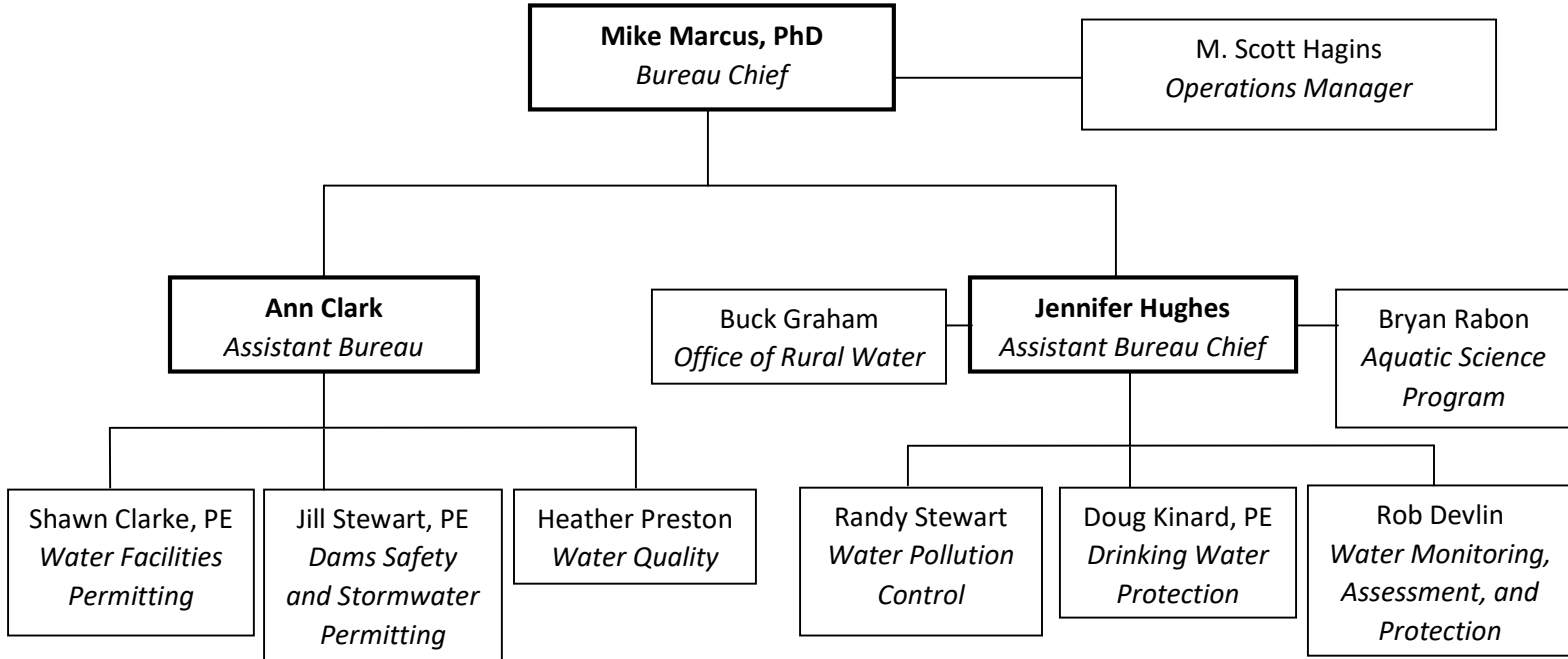 Mike Marcus, PhD
Bureau Chief
M. Scott Hagins
Operations Manager
Ann Clark
Assistant Bureau
Buck Graham
Office of Rural Water
Jennifer Hughes
Assistant Bureau Chief
Bryan Rabon
Aquatic Science
Program
Shawn Clarke, PE
Water Facilities
Permitting
Jill Stewart, PE
Dams Safety
and Stormwater
Permitting
Heather Preston
Water Quality
Randy Stewart
Water Pollution
Control
Doug Kinard, PE
Drinking Water
Protection
Rob Devlin
Water Monitoring,
Assessment, and
Protection